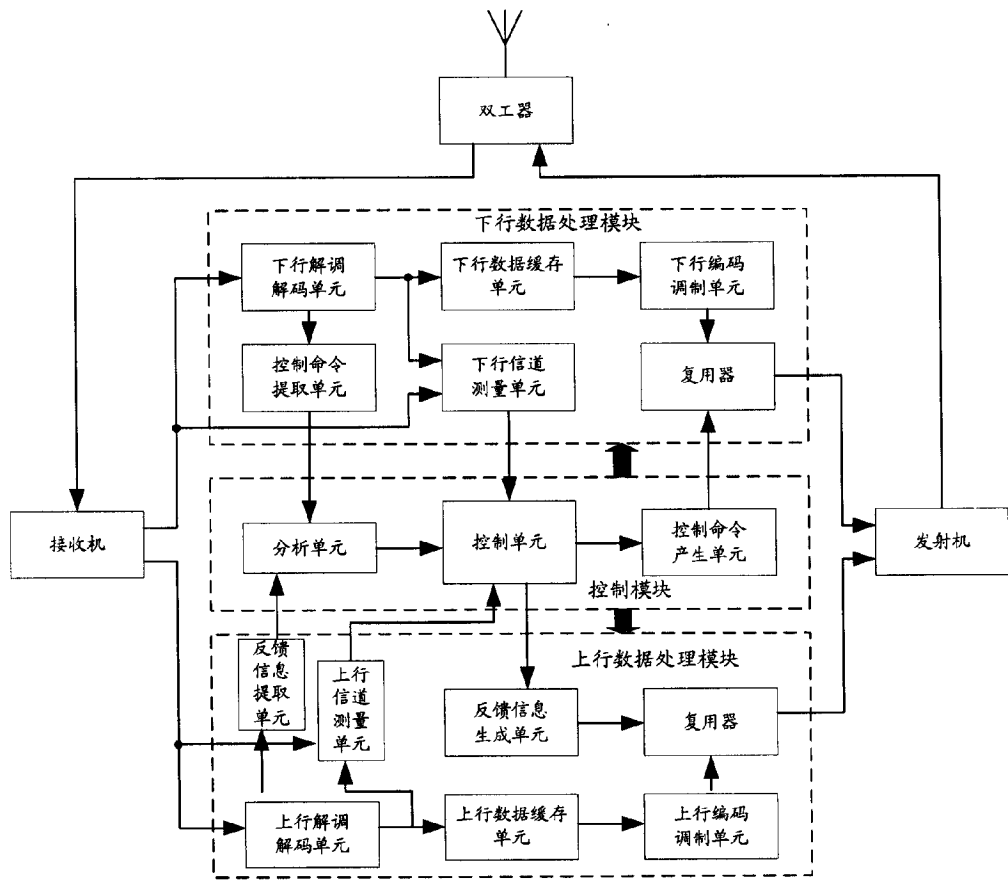 双工器
下行数据处理模块
下行解调
解码单元
下行数据缓存
单元
下行编码
调制单元
控制命令
提取单元
下行信道
测量单元
复用器
接收机
分析单元
控制单元
控制命令
产生单元
发射机
控制模块
上行数据处理模块
反馈
信息
提取
单元
上行
信道
测量
单元
反馈信息
生成单元
复用器
上行解调
解码单元
上行数据缓存
单元
上行编码
调制单元